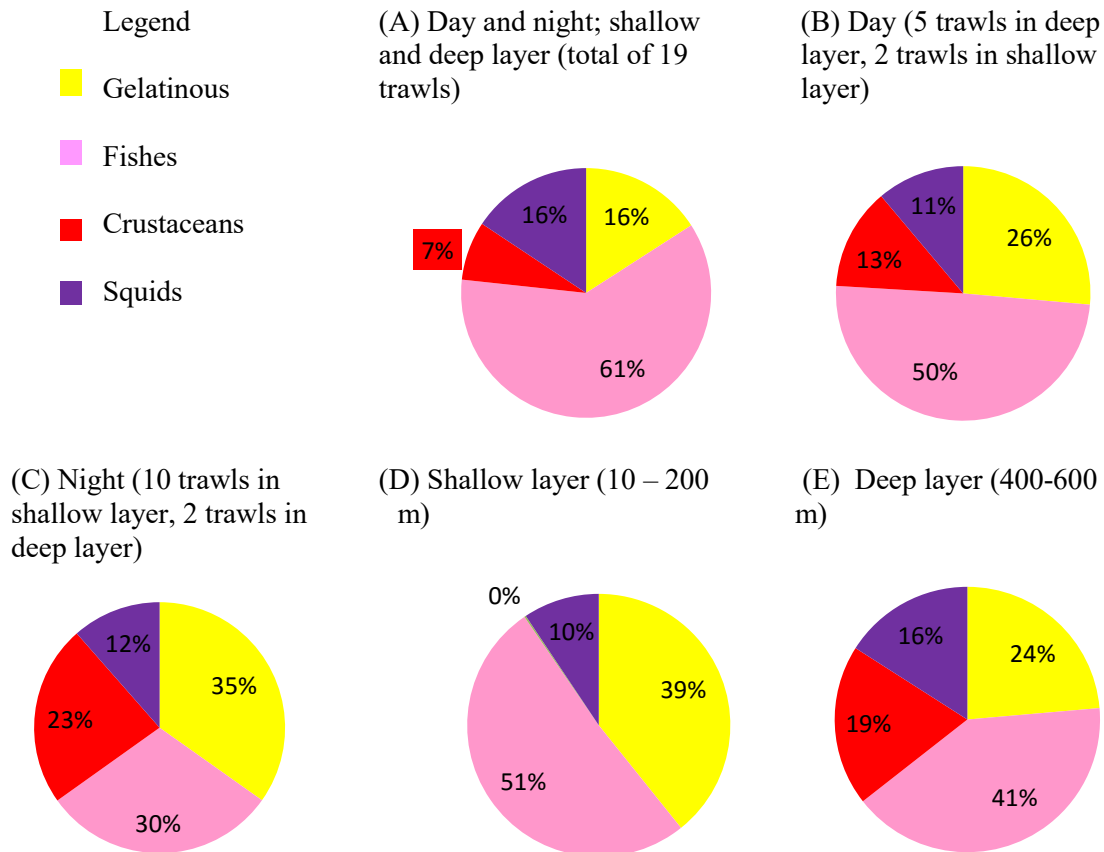 Legend
Gelatinous
Fishes
Crustaceans
Squids
(A) Day and night; shallow
and deep layer (total of 19
trawls)
16%
16%
7%
61%
(B) Day (5 trawls in deep
layer, 2 trawls in shallow
layer)
11%
26%
13%
50%
(C) Night (10 trawls in
shallow layer, 2 trawls in
deep layer)
12%
35%
23%
30%
(D) Shallow layer (10 – 200
m)
0%
10%
39%
51%
(E) Deep layer (400-600
m)
16%
24%
19%
41%